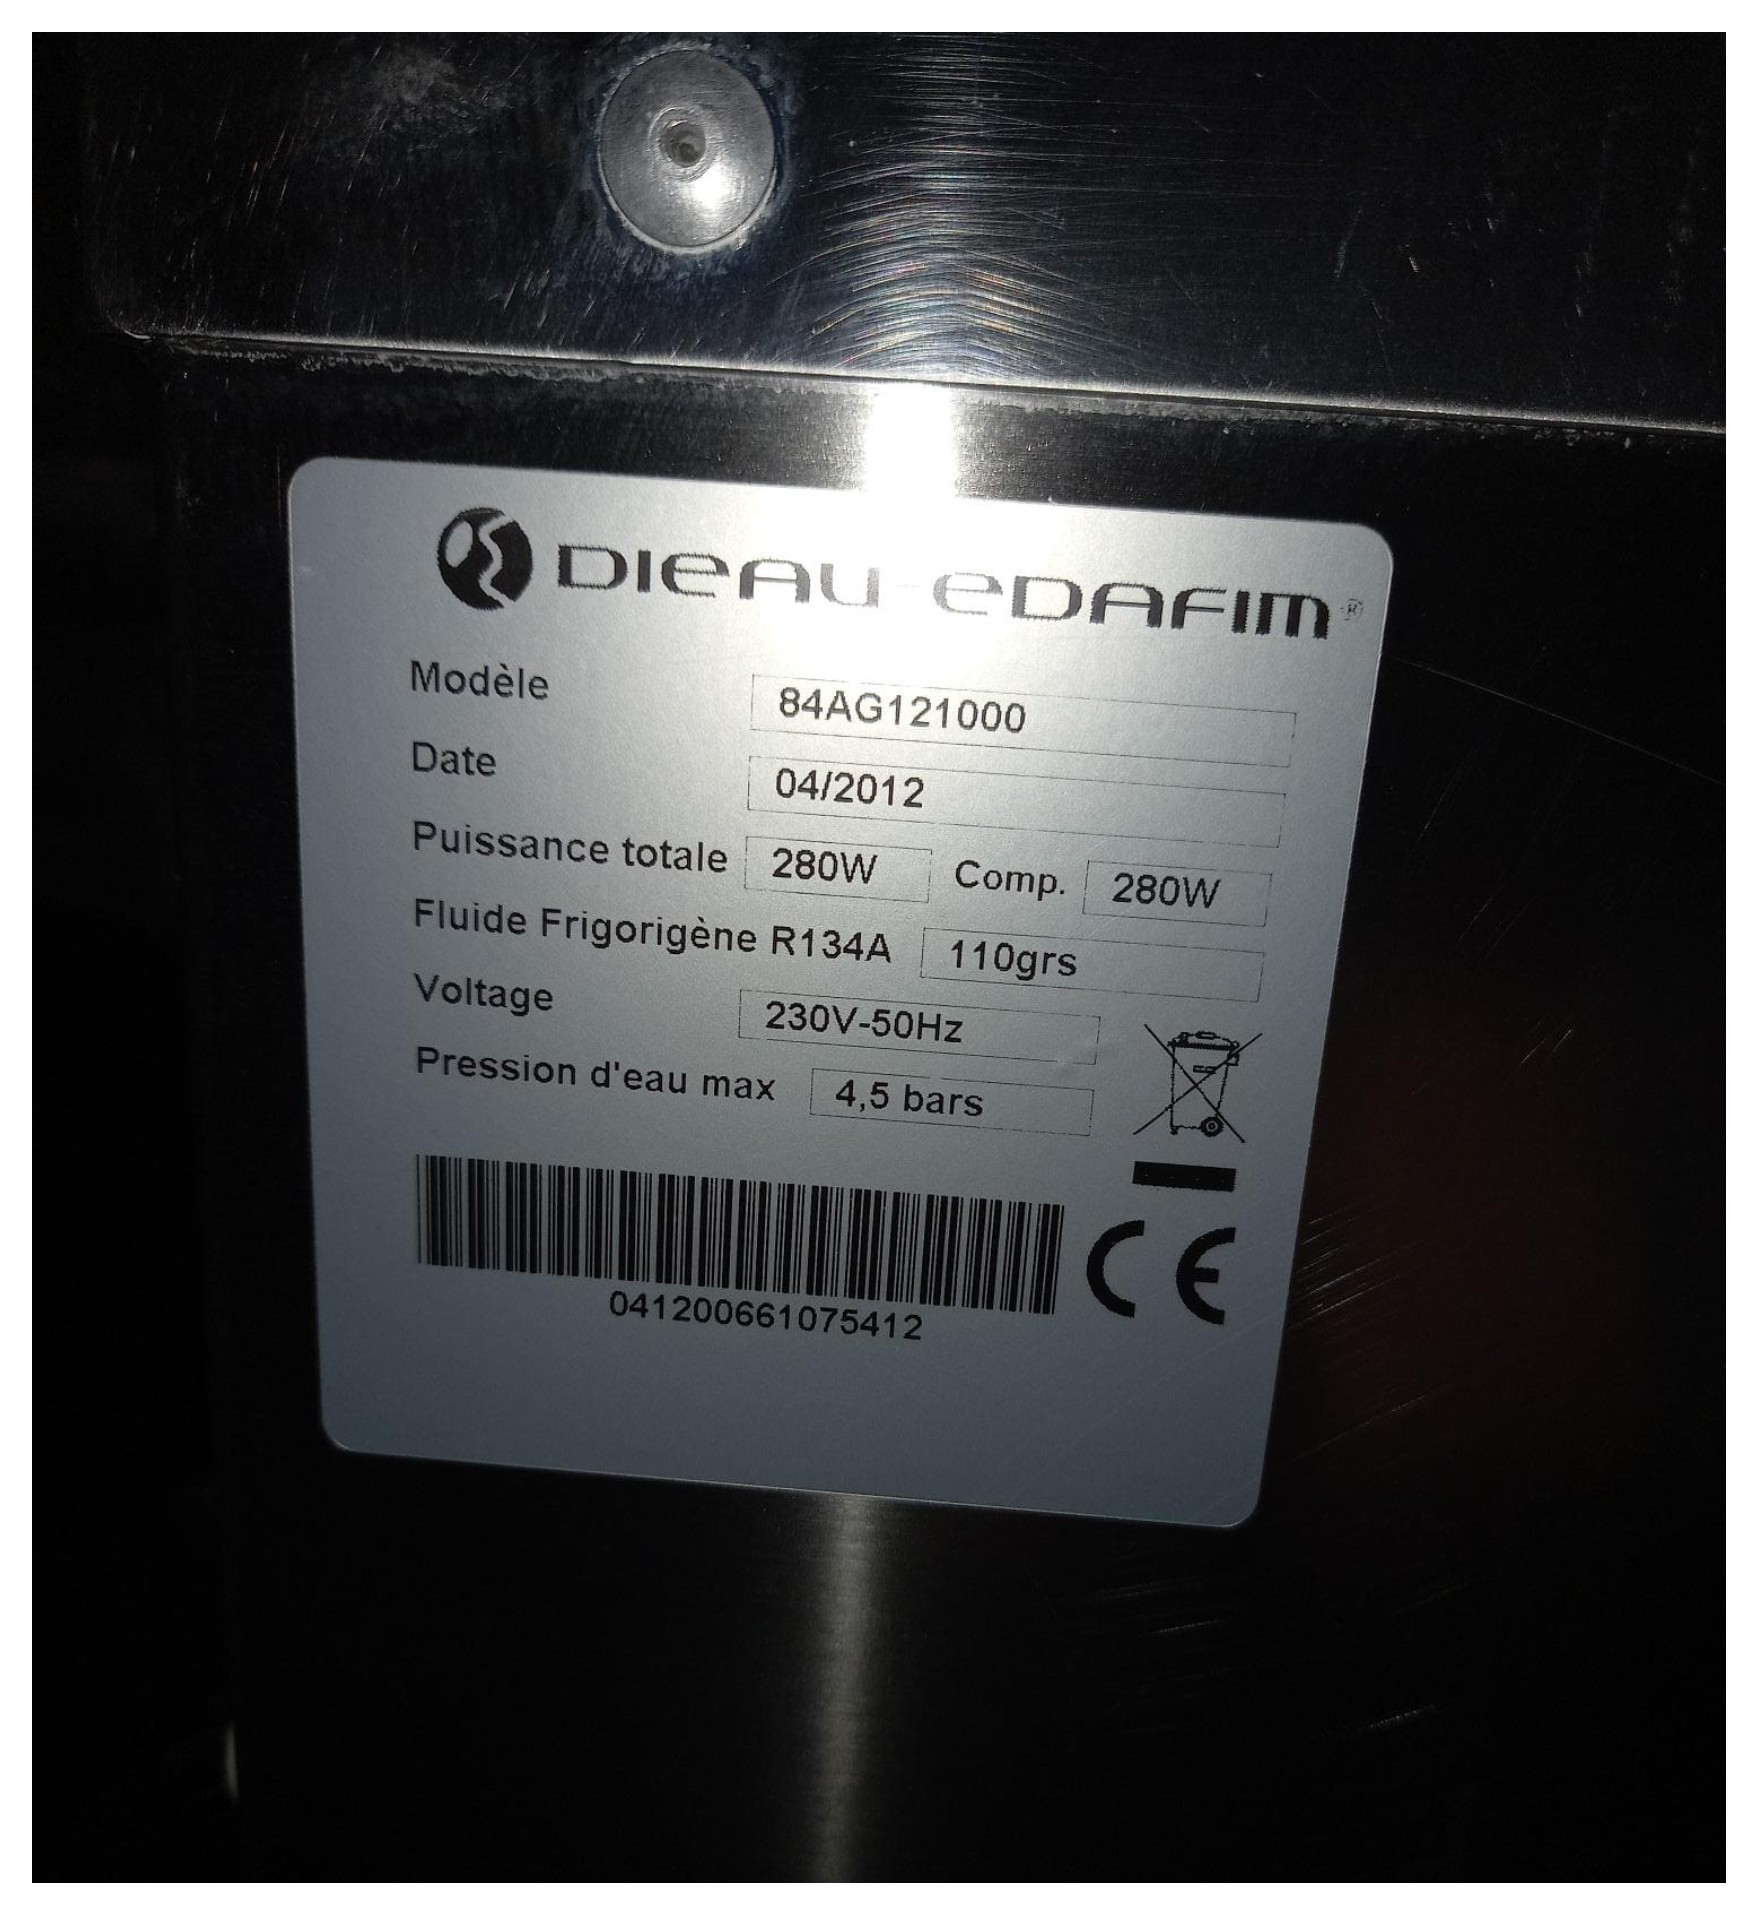 DIEAU-EDAFIM®
Modèle 84AG121000
Date 04/2012
Puissance totale 280W Comp. 280W
Fluide Frigorigène R134A 110grs
Voltage 230V-50Hz
Pression d'eau max 4,5 bars
CE
041200661075412